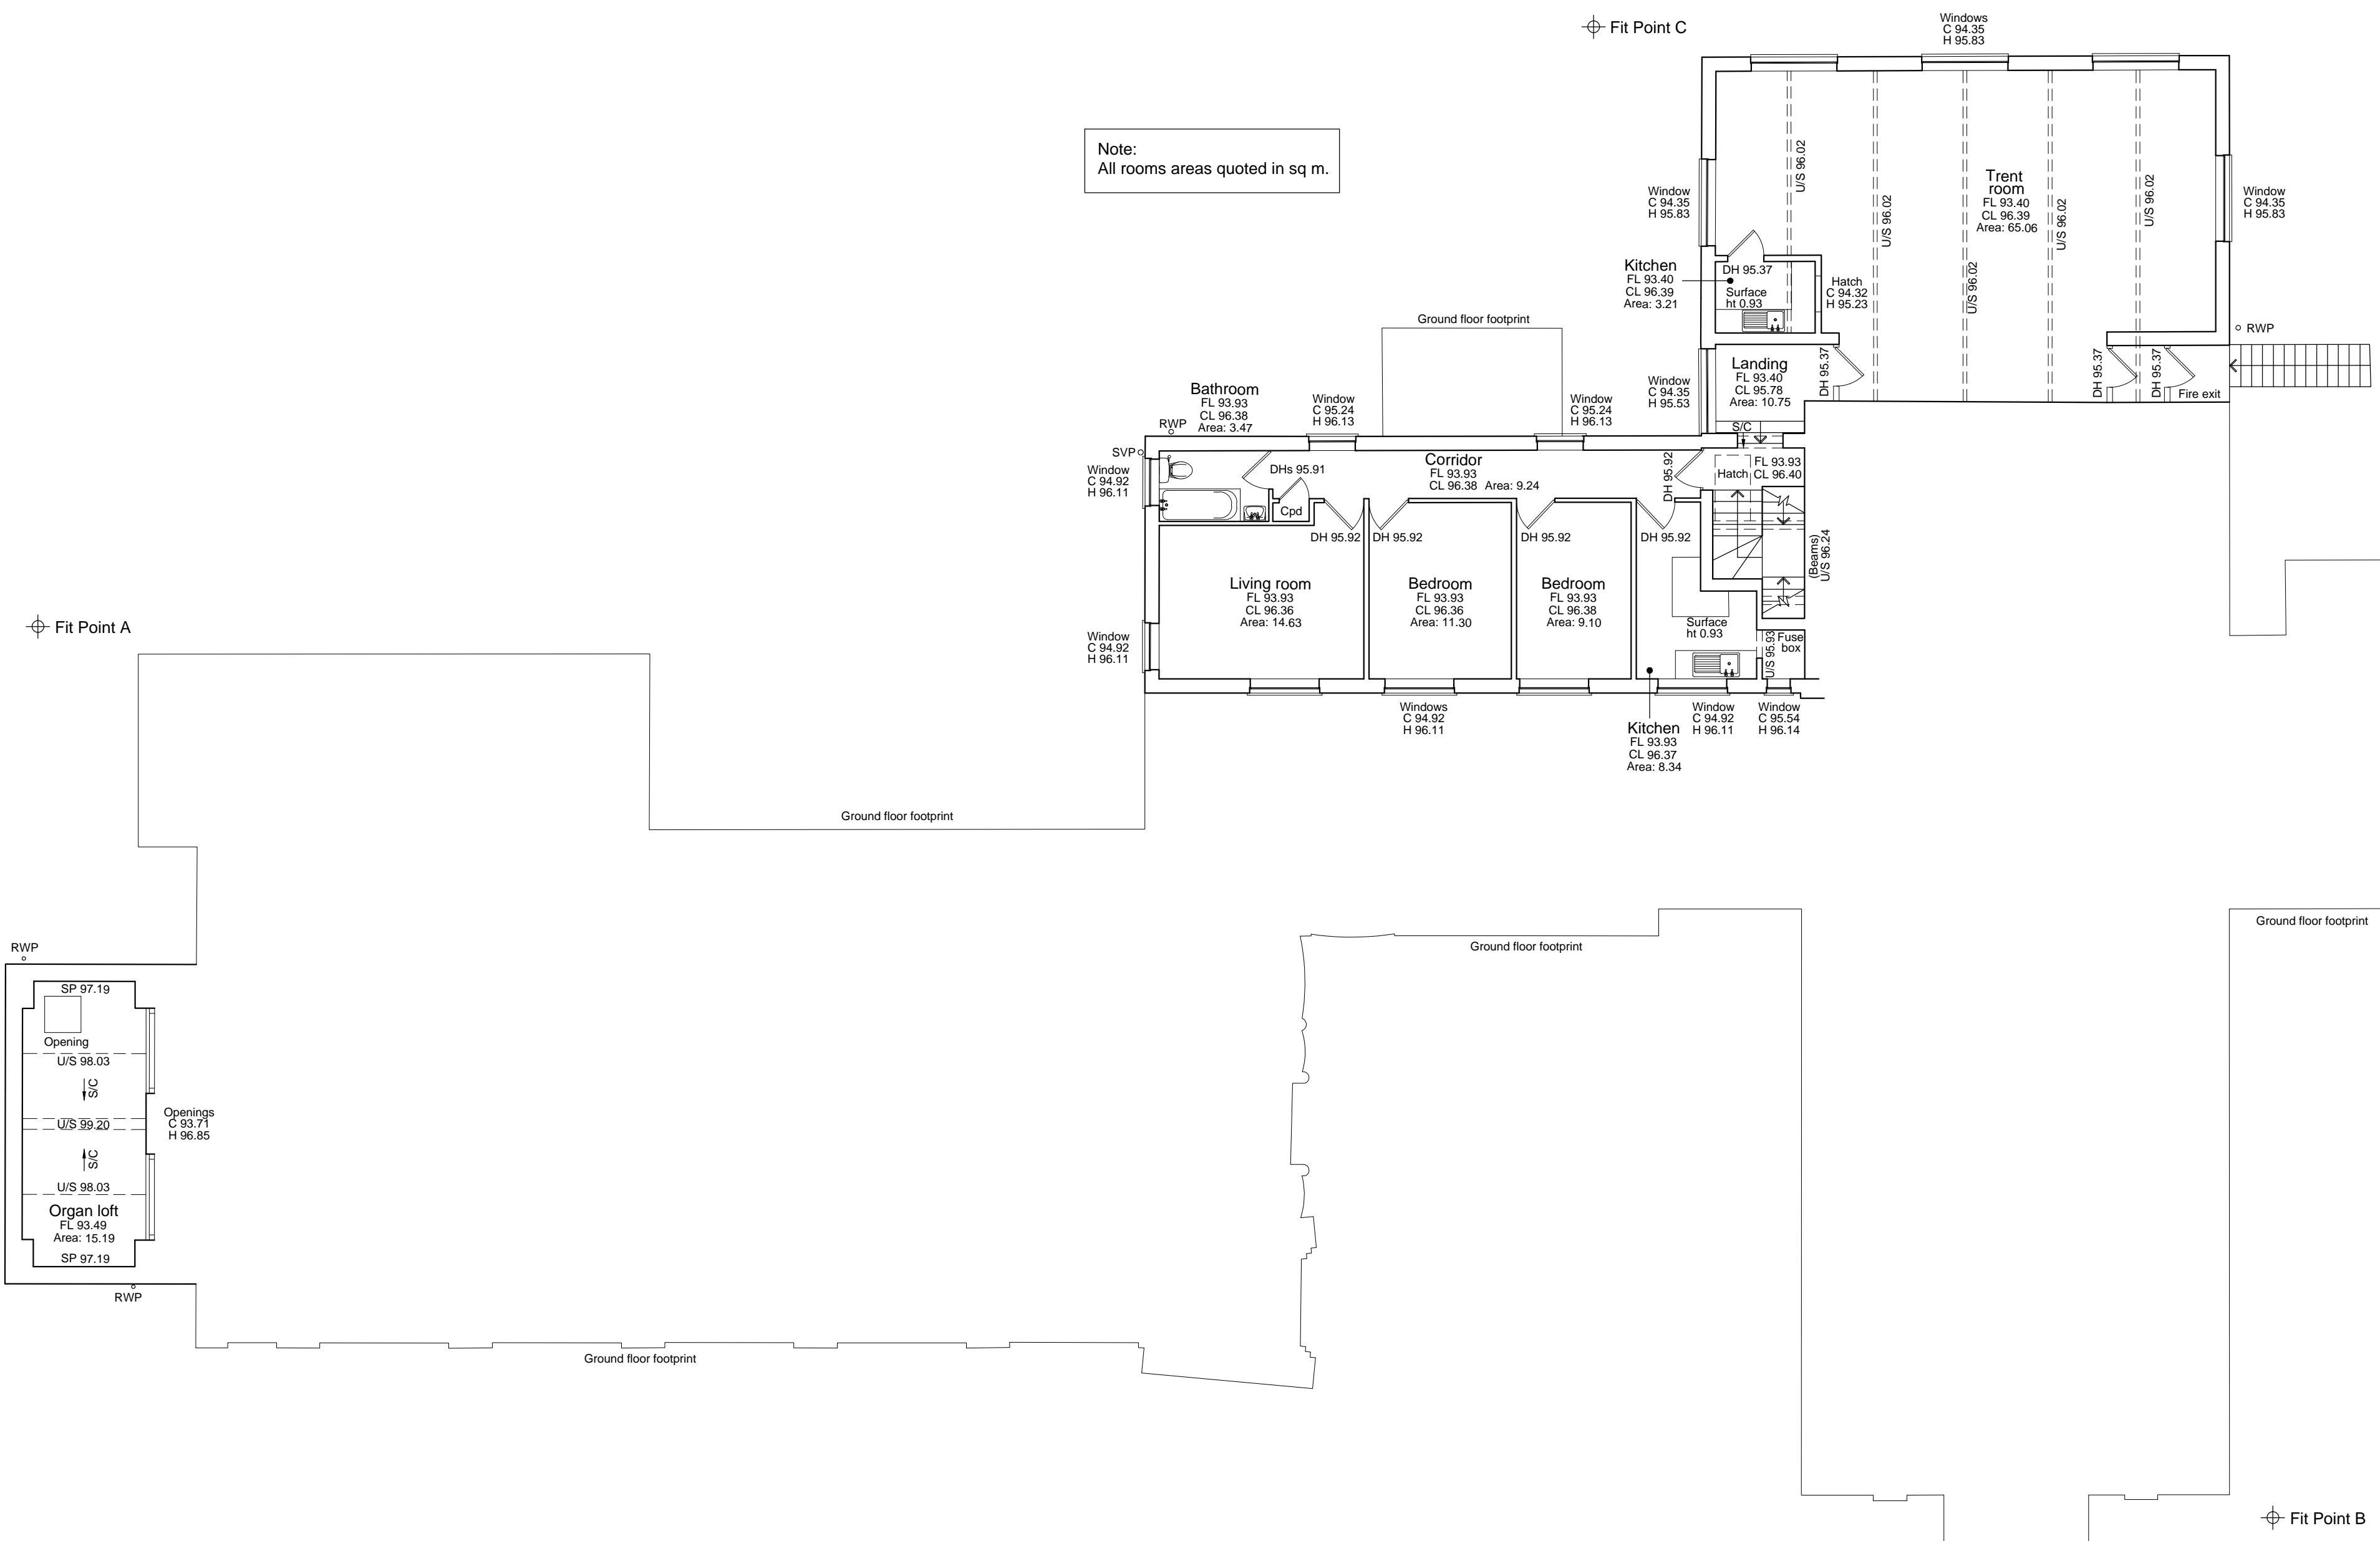 Fit Point C
Windows
C 94.35
H 95.83
Note:
All rooms areas quoted in sq m.
U/S 96.02
U/S 96.02
U/S 96.02
U/S 96.02
U/S 96.02
Trent
room
FL 93.40
CL 96.39
Area: 65.06
Window
C 94.35
H 95.83
Window
C 94.35
H 95.83
Kitchen
FL 93.40
CL 96.39
Area: 3.21
DH 95.37
Surface
ht 0.93
Hatch
C 94.32
H 95.23
RWP
Ground floor footprint
Window
C 94.35
H 95.53
Landing
FL 93.40
CL 95.78
Area: 10.75
DH 95.37
DH 95.37
DH 95.37
Fire exit
Bathroom
FL 93.93
CL 96.38
Area: 3.47
Window
C 95.24
H 96.13
Window
C 95.24
H 96.13
RWP
SVP
S/C
Window
C 94.92
H 96.11
DHs 95.91
Corridor
FL 93.93
CL 96.38 Area: 9.24
DH 95.92
Hatch
FL 93.93
CL 96.40
Cpd
DH 95.92
DH 95.92
DH 95.92
DH 95.92
(Beams)
U/S 96.24
Living room
FL 93.93
CL 96.36
Area: 14.63
Bedroom
FL 93.93
CL 96.36
Area: 11.30
Bedroom
FL 93.93
CL 96.38
Area: 9.10
Surface
ht 0.93
U/S 95.93
Fuse
box
Fit Point A
Window
C 94.92
H 96.11
Windows
C 94.92
H 96.11
Kitchen
FL 93.93
CL 96.37
Area: 8.34
Window
C 94.92
H 96.11
Window
C 95.54
H 96.14
Ground floor footprint
Ground floor footprint
Ground floor footprint
RWP
SP 97.19
Opening
U/S 98.03
S/C
U/S 99.20
S/C
Openings
C 93.71
H 96.85
U/S 98.03
Organ loft
FL 93.49
Area: 15.19
SP 97.19
RWP
Ground floor footprint
Fit Point B